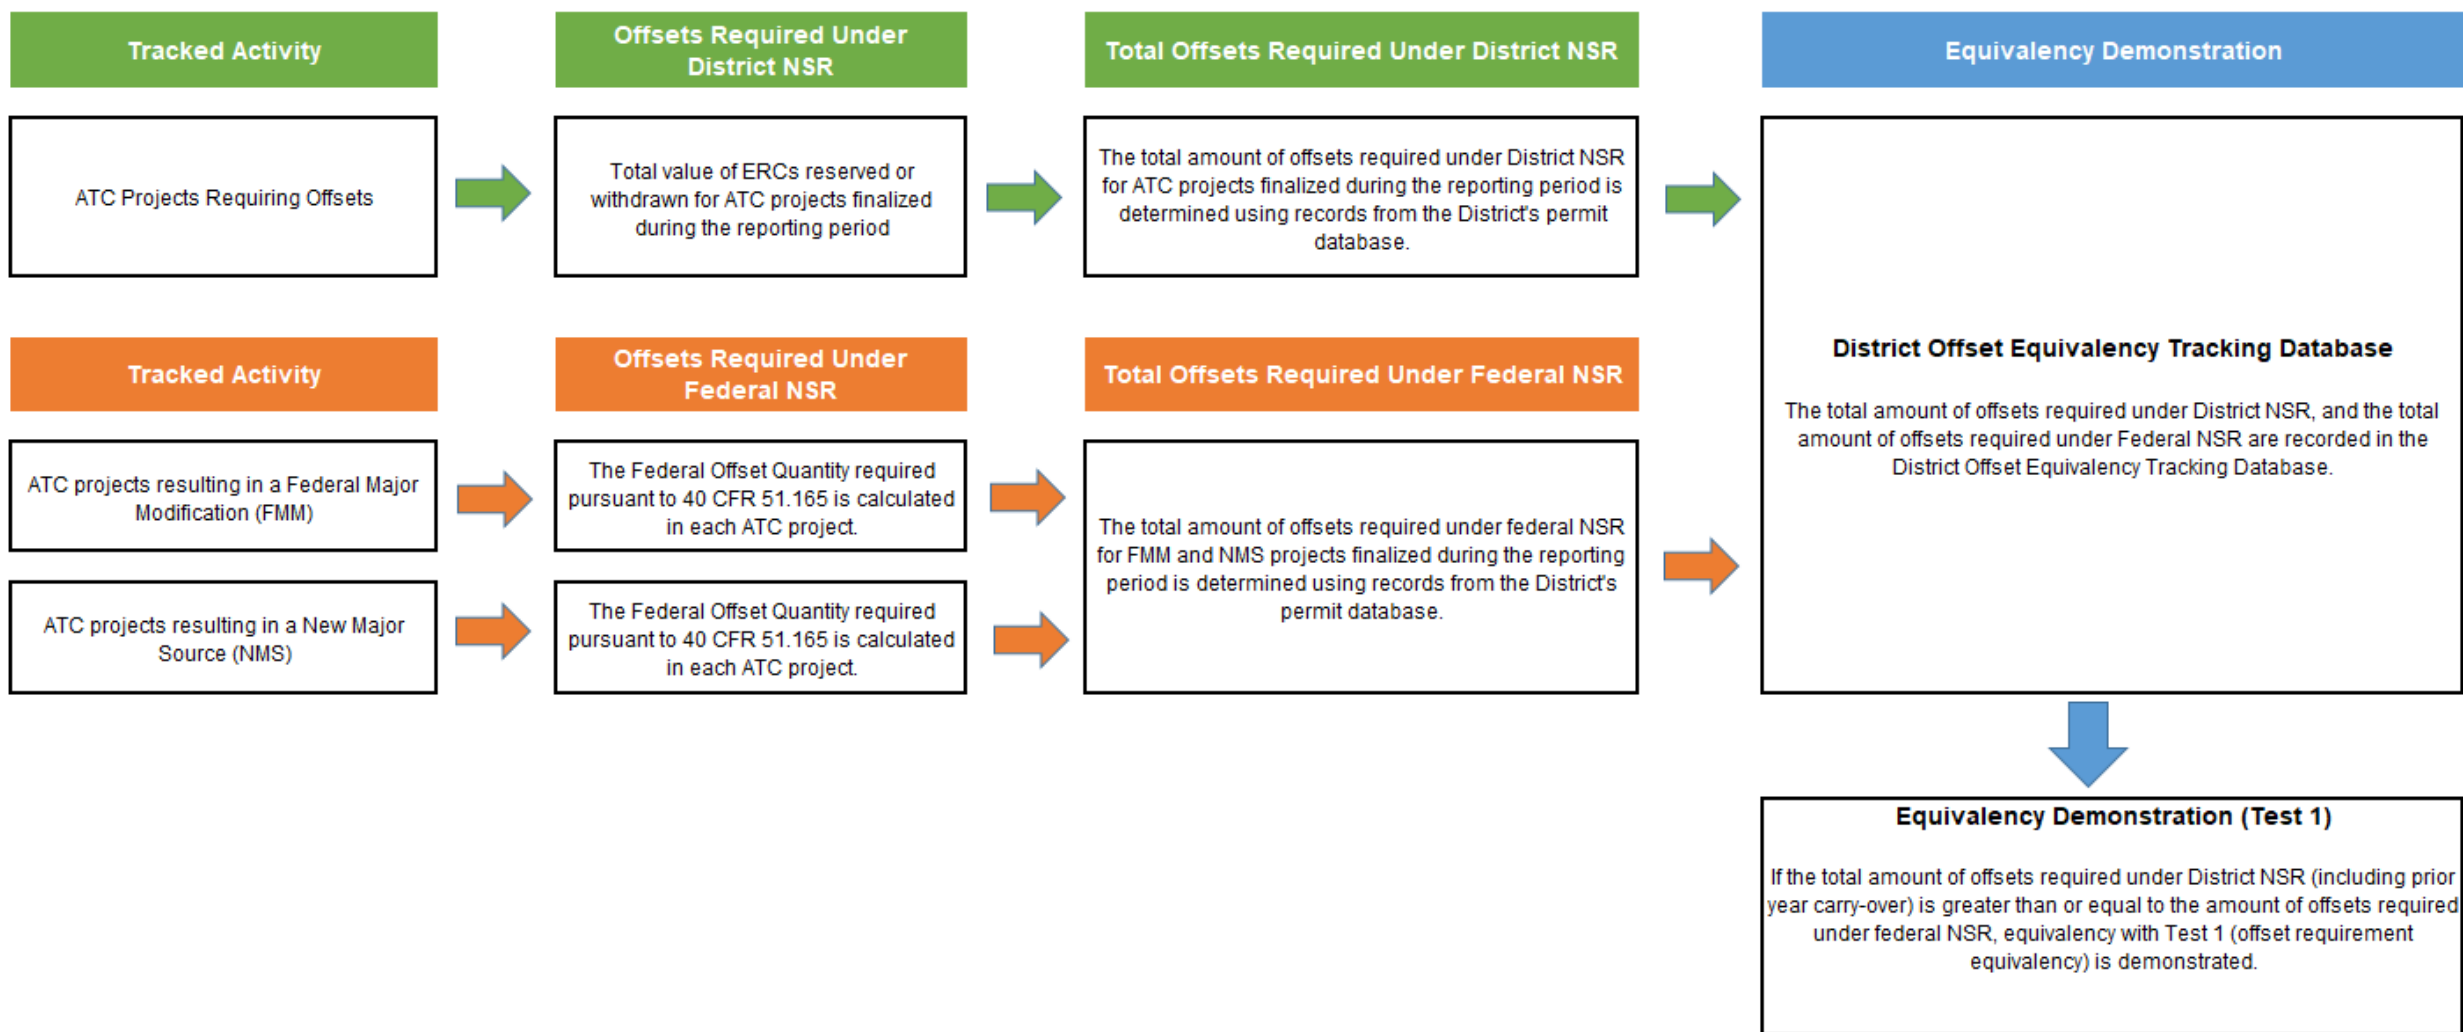 Tracked Activity
Offsets Required Under
District NSR
Total Offsets Required Under District NSR
Equivalency Demonstration
ATC Projects Requiring Offsets
Total value of ERCs reserved or
withdrawn for ATC projects finalized
during the reporting period
The total amount of offsets required under District NSR
for ATC projects finalized during the reporting period is
determined using records from the District's permit
database.
Tracked Activity
Offsets Required Under
Federal NSR
Total Offsets Required Under Federal NSR
ATC projects resulting in a Federal Major
Modification (FMM)
The Federal Offset Quantity required
pursuant to 40 CFR 51.165 is calculated
in each ATC project.
ATC projects resulting in a New Major
Source (NMS)
The Federal Offset Quantity required
pursuant to 40 CFR 51.165 is calculated
in each ATC project.
The total amount of offsets required under federal NSR
for FMM and NMS projects finalized during the reporting
period is determined using records from the District's
permit database.
District Offset Equivalency Tracking Database
The total amount of offsets required under District NSR, and the total
amount of offsets required under Federal NSR are recorded in the
District Offset Equivalency Tracking Database.
Equivalency Demonstration (Test 1)
If the total amount of offsets required under District NSR (including prior
year carry-over) is greater than or equal to the amount of offsets required
under federal NSR, equivalency with Test 1 (offset requirement
equivalency) is demonstrated.